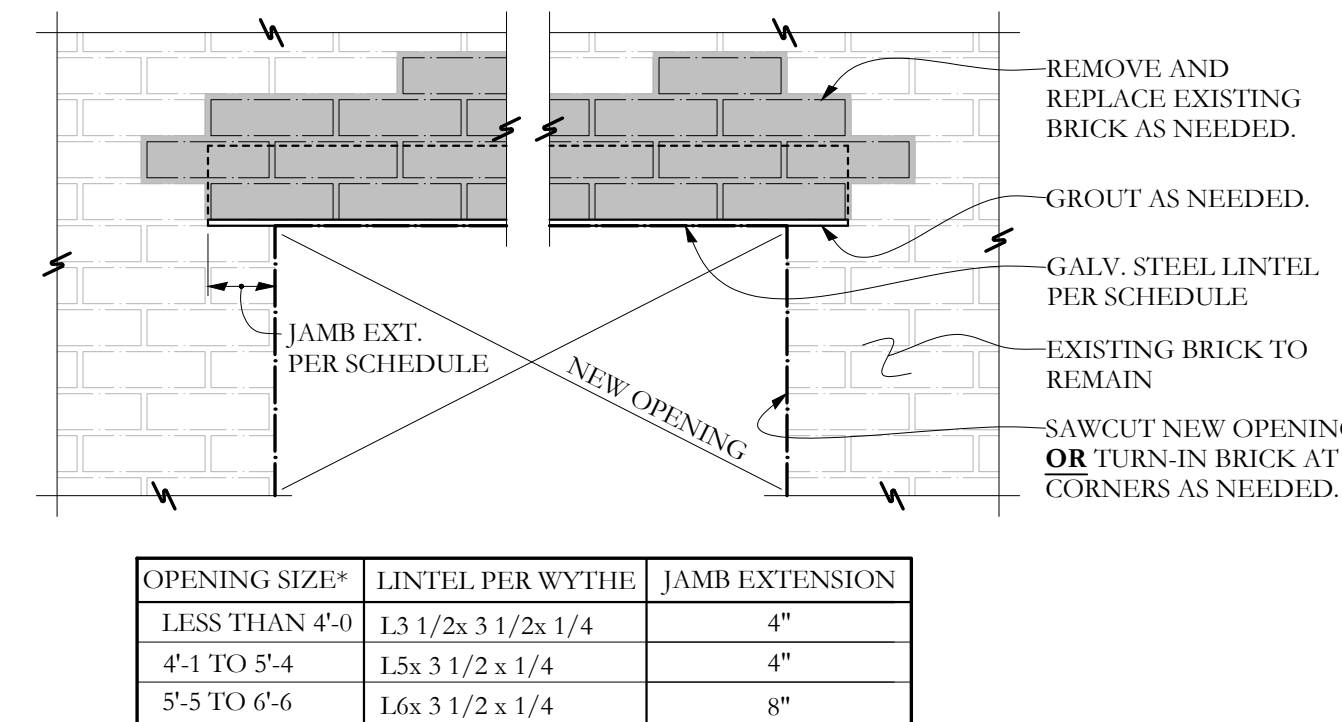 REMOVE AND
REPLACE EXISTING
BRICK AS NEEDED.
GROUT AS NEEDED.
GALV. STEEL LINTEL
PER SCHEDULE
EXISTING BRICK TO
REMAIN
SAWCUT NEW OPENING
OR TURN-IN BRICK AT
CORNERS AS NEEDED.
JAMB EXT.
PER SCHEDULE
NEW OPENING
OPENING SIZE* LINTEL PER WYTHE JAMB EXTENSION
LESS THAN 4'-0 L3 1/2x 3 1/2x 1/4 4"
4'-1 TO 5'-4 L5x 3 1/2 x 1/4 4"
5'-5 TO 6'-6 L6x 3 1/2 x 1/4 8"